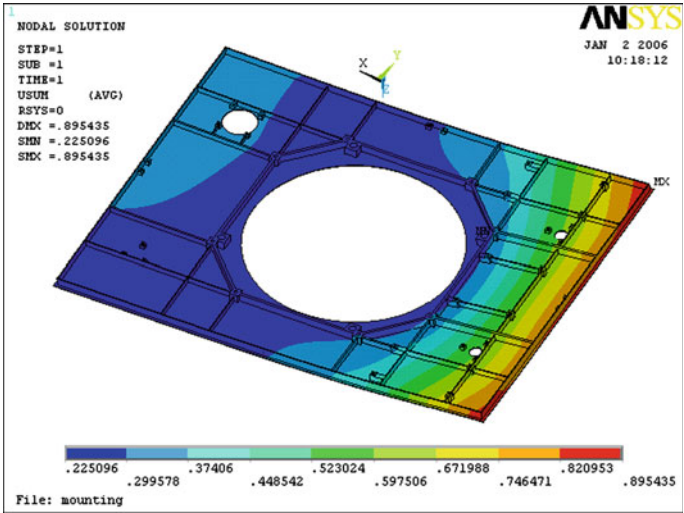 1
ANSYS
NODAL SOLUTION
JAN 2 2006
10:18:12
STEP=1
SUB =1
TIME=1
USUM (AVG)
RSYS=0
DMX =.895435
SMN =.225096
SMX =.895435
X
Y
Z
MX
MN
.225096 .37406 .523024 .671988 .820953
.299578 .448542 .597506 .746471 .895435
File: mounting